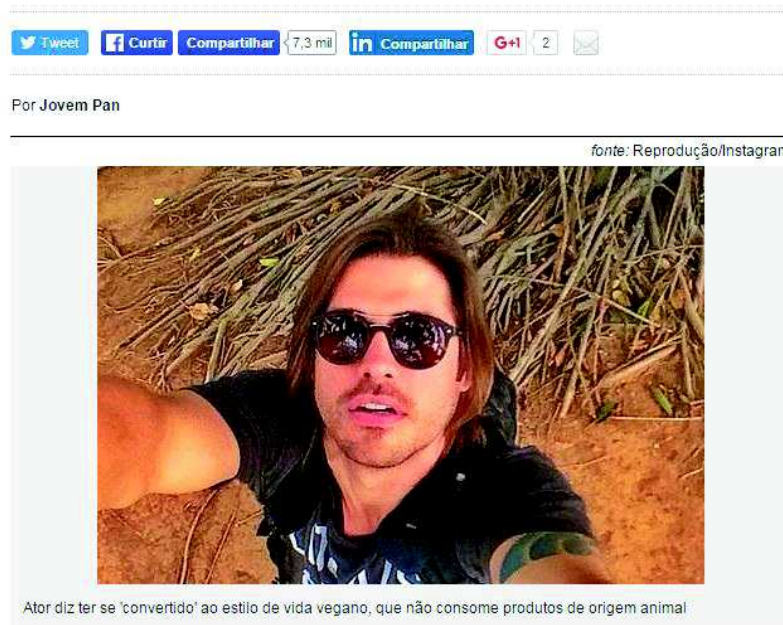 Tweet Curtir Compartilhar 7,3 mil in Compartilhar G+1 2
Por Jovem Pan
fonte: Reprodução/Instagram
Ator diz ter se 'convertido' ao estilo de vida vegano, que não consome produtos de origem animal